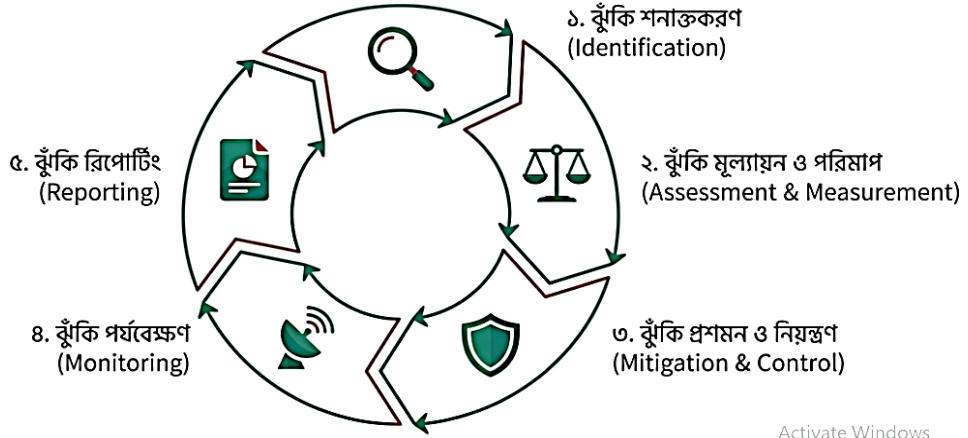 ১. ঝুঁকি শনাক্তকরণ
(Identification)
২. ঝুঁকি মূল্যায়ন ও পরিমাপ
(Assessment & Measurement)
৩. ঝুঁকি প্রশমন ও নিয়ন্ত্রণ
(Mitigation & Control)
৪. ঝুঁকি পর্যবেক্ষণ
(Monitoring)
৫. ঝুঁকি রিপোর্টিং
(Reporting)
Activate Windows